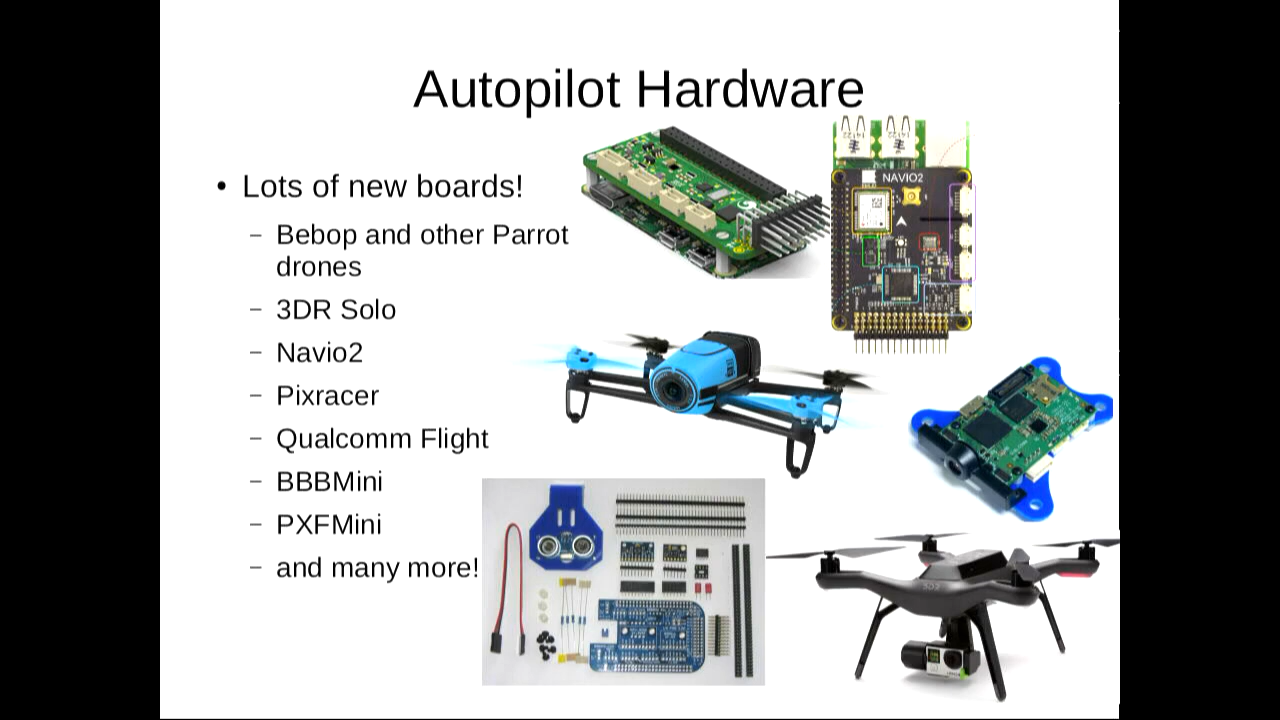 Autopilot Hardware
• Lots of new boards!
– Bebop and other Parrot
drones
– 3DR Solo
– Navio2
– Pixracer
– Qualcomm Flight
– BBBMini
– PXFMini
– and many more!
NAVIO2